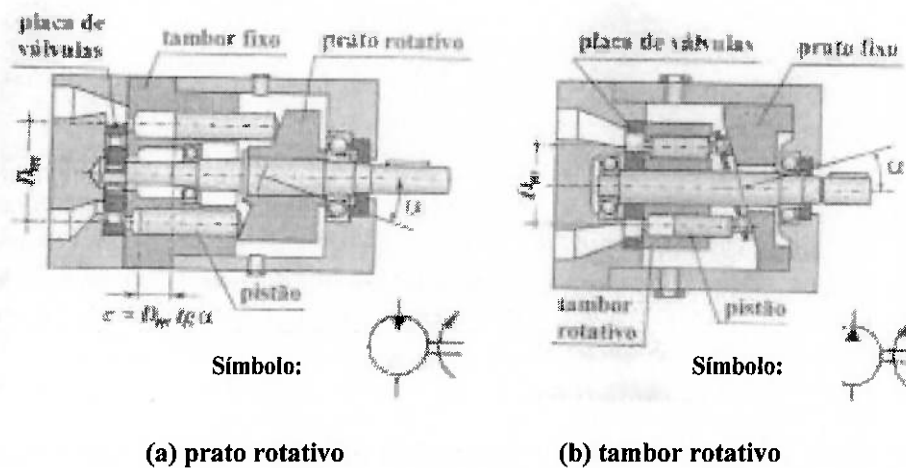 placa de
válvulas
tambor fixo
prato rotativo
pistão
Símbolo:
(a) prato rotativo
placa de válvulas
prato fixo
tambor
rotativo
pistão
Símbolo:
(b) tambor rotativo